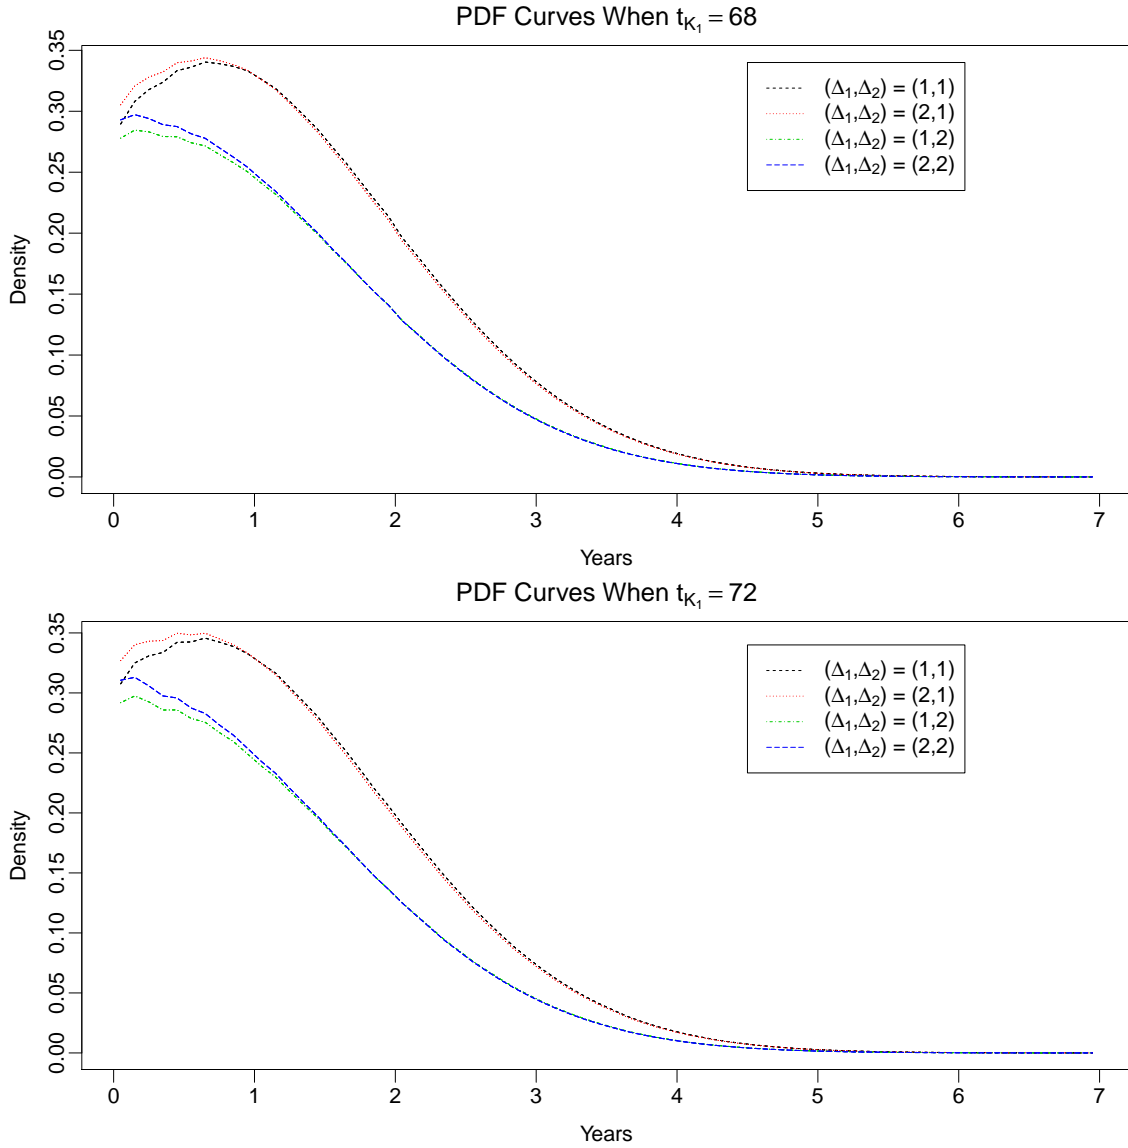 PDF Curves When t_K₁ = 68
Density
0.35
0.30
0.25
0.20
0.15
0.10
0.05
0.00
(Δ₁,Δ₂) = (1,1)
(Δ₁,Δ₂) = (2,1)
(Δ₁,Δ₂) = (1,2)
(Δ₁,Δ₂) = (2,2)
0 1 2 3 4 5 6 7
Years
PDF Curves When t_K₁ = 72
Density
0.35
0.30
0.25
0.20
0.15
0.10
0.05
0.00
(Δ₁,Δ₂) = (1,1)
(Δ₁,Δ₂) = (2,1)
(Δ₁,Δ₂) = (1,2)
(Δ₁,Δ₂) = (2,2)
0 1 2 3 4 5 6 7
Years